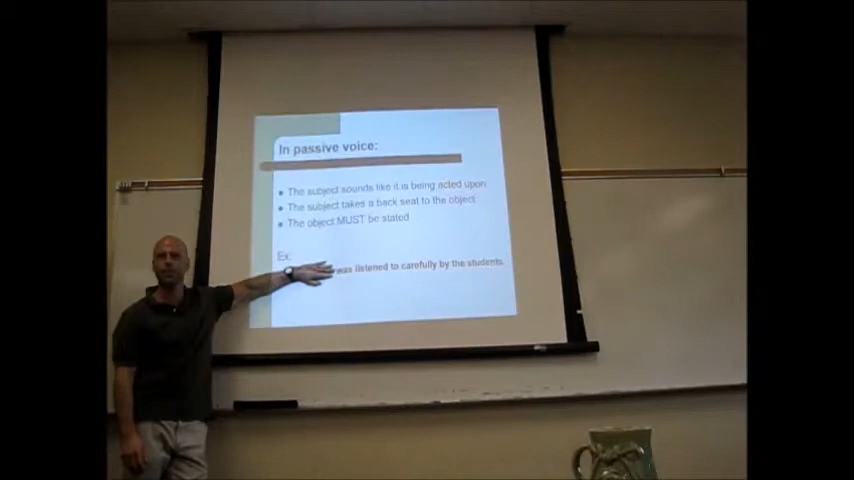 In passive voice:
The subject sounds like it is being acted upon
The subject takes a back seat to the object
The object MUST be stated
Ex:
was listened to carefully by the students.